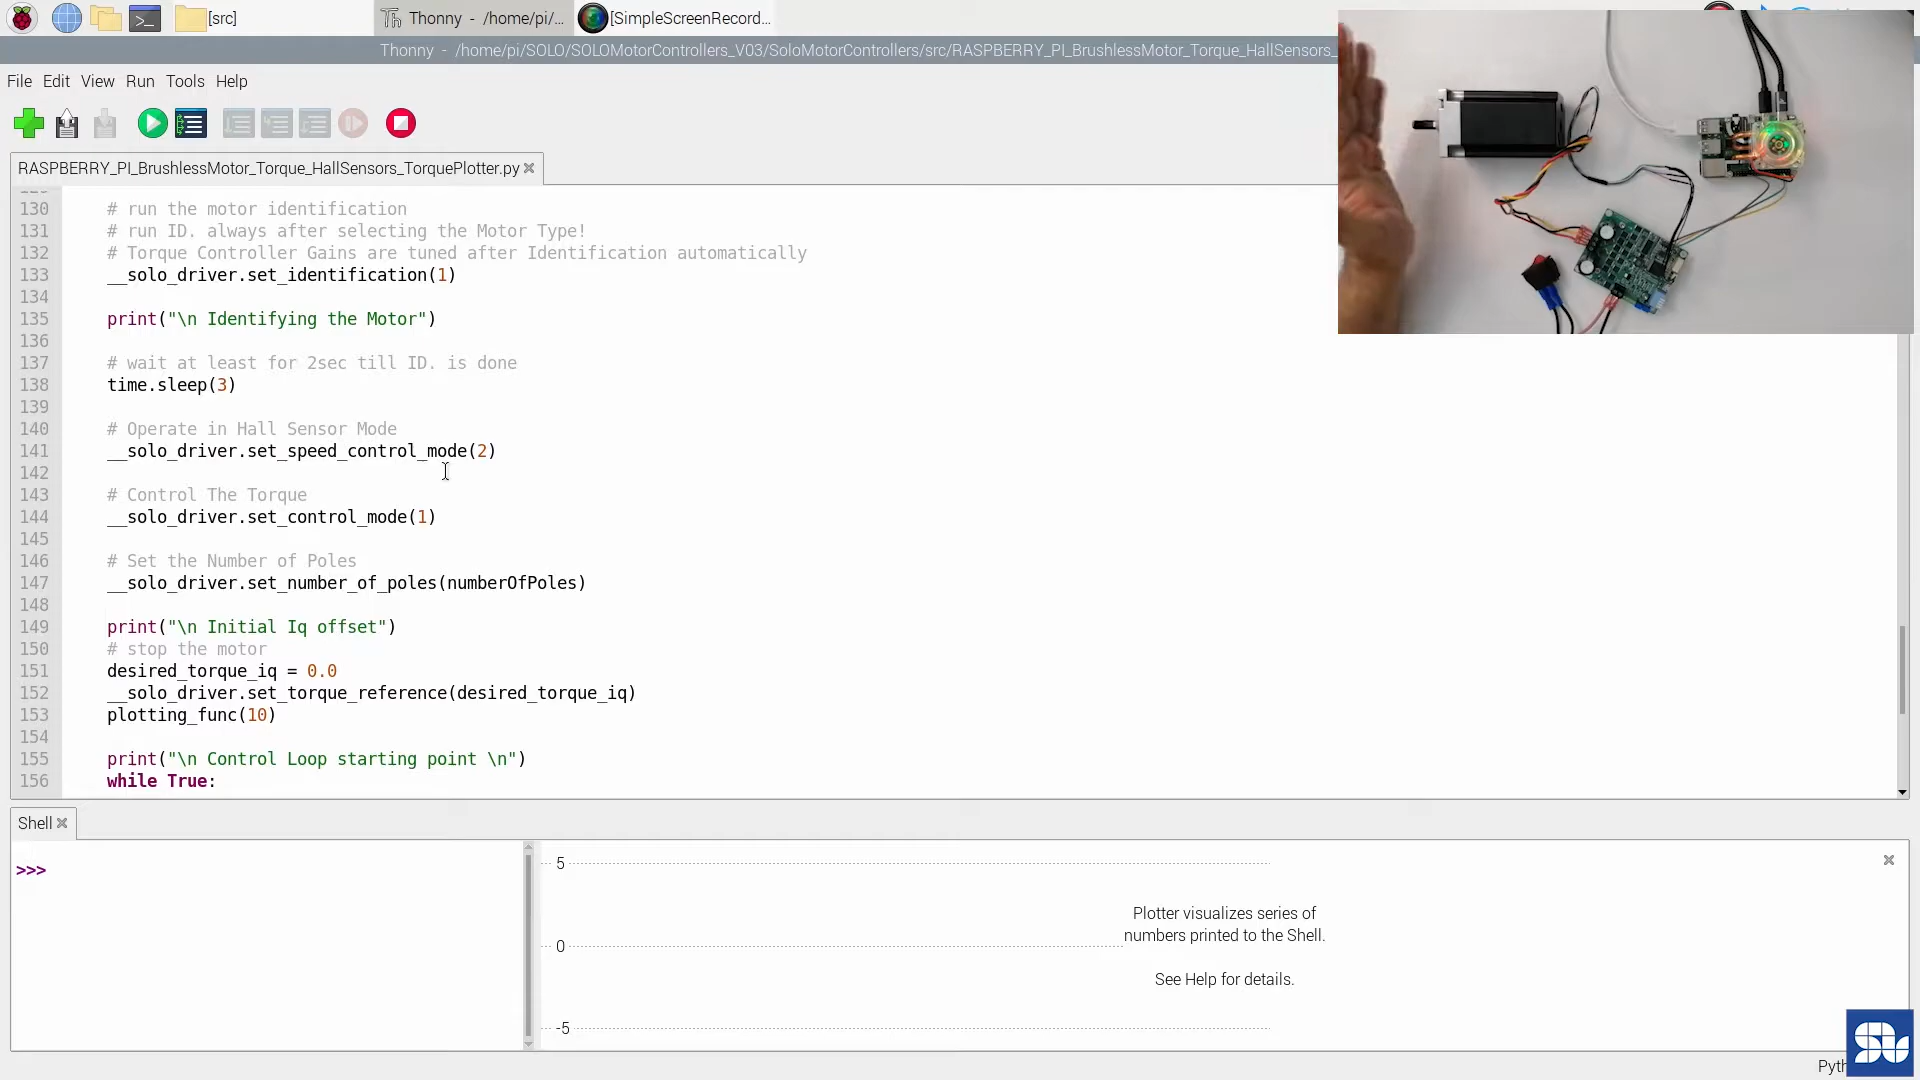 [src]
Thonny - /home/pi/...
[SimpleScreenRecord...
Thonny - /home/pi/SOLO/SOLOMotorControllers_V03/SoloMotorControllers/src/RASPBERRY_PI_BrushlessMotor_Torque_HallSensors_
File Edit View Run Tools Help
RASPBERRY_PI_BrushlessMotor_Torque_HallSensors_TorquePlotter.py
130 # run the motor identification
131 # run ID. always after selecting the Motor Type!
132 # Torque Controller Gains are tuned after Identification automatically
133 __solo_driver.set_identification(1)
134
135 print("\n Identifying the Motor")
136
137 # wait at least for 2sec till ID. is done
138 time.sleep(3)
139
140 # Operate in Hall Sensor Mode
141 __solo_driver.set_speed_control_mode(2)
142
143 # Control The Torque
144 __solo_driver.set_control_mode(1)
145
146 # Set the Number of Poles
147 __solo_driver.set_number_of_poles(numberOfPoles)
148
149 print("\n Initial Iq offset")
150 # stop the motor
151 desired_torque_iq = 0.0
152 __solo_driver.set_torque_reference(desired_torque_iq)
153 plotting_func(10)
154
155 print("\n Control Loop starting point \n")
156 while True:
Shell
>>>
5
0
-5
Plotter visualizes series of
numbers printed to the Shell.
See Help for details.